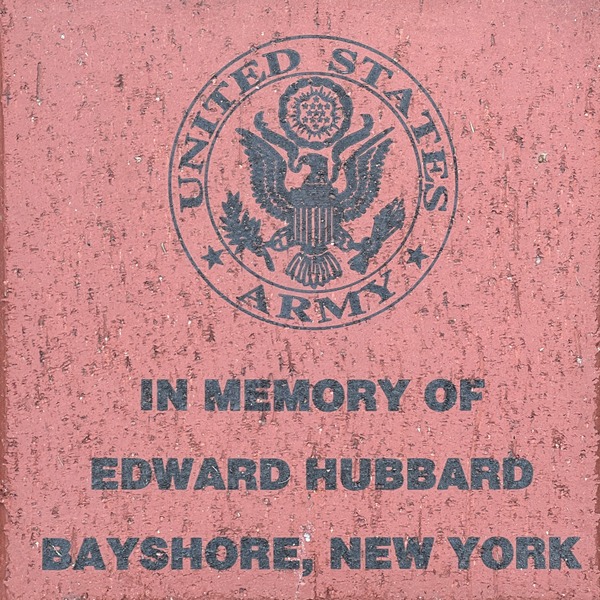 UNITED STATES
ARMY
IN MEMORY OF
EDWARD HUBBARD
BAYSHORE, NEW YORK